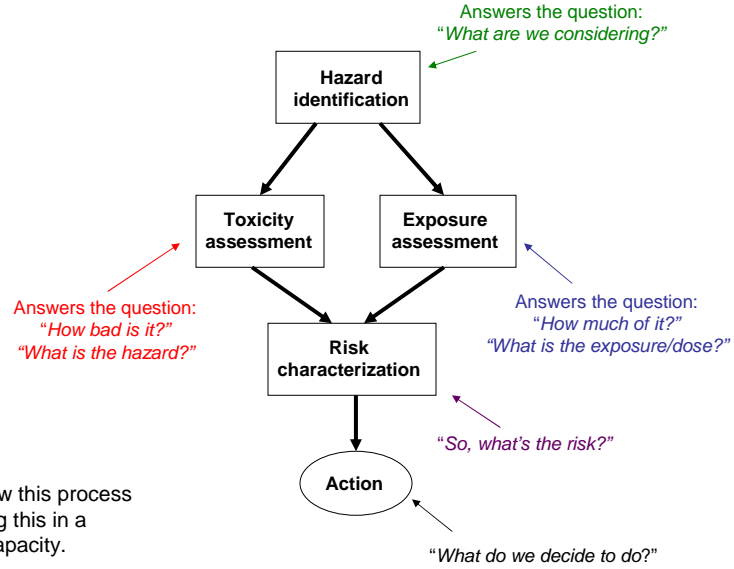 Answers the question:
“What are we considering?”
Hazard
identification
Toxicity
assessment
Exposure
assessment
Answers the question:
“How bad is it?”
“What is the hazard?”
Answers the question:
“How much of it?”
“What is the exposure/dose?”
Risk
characterization
“So, what’s the risk?”
Action
this process
this in a
“What do we decide to do?”